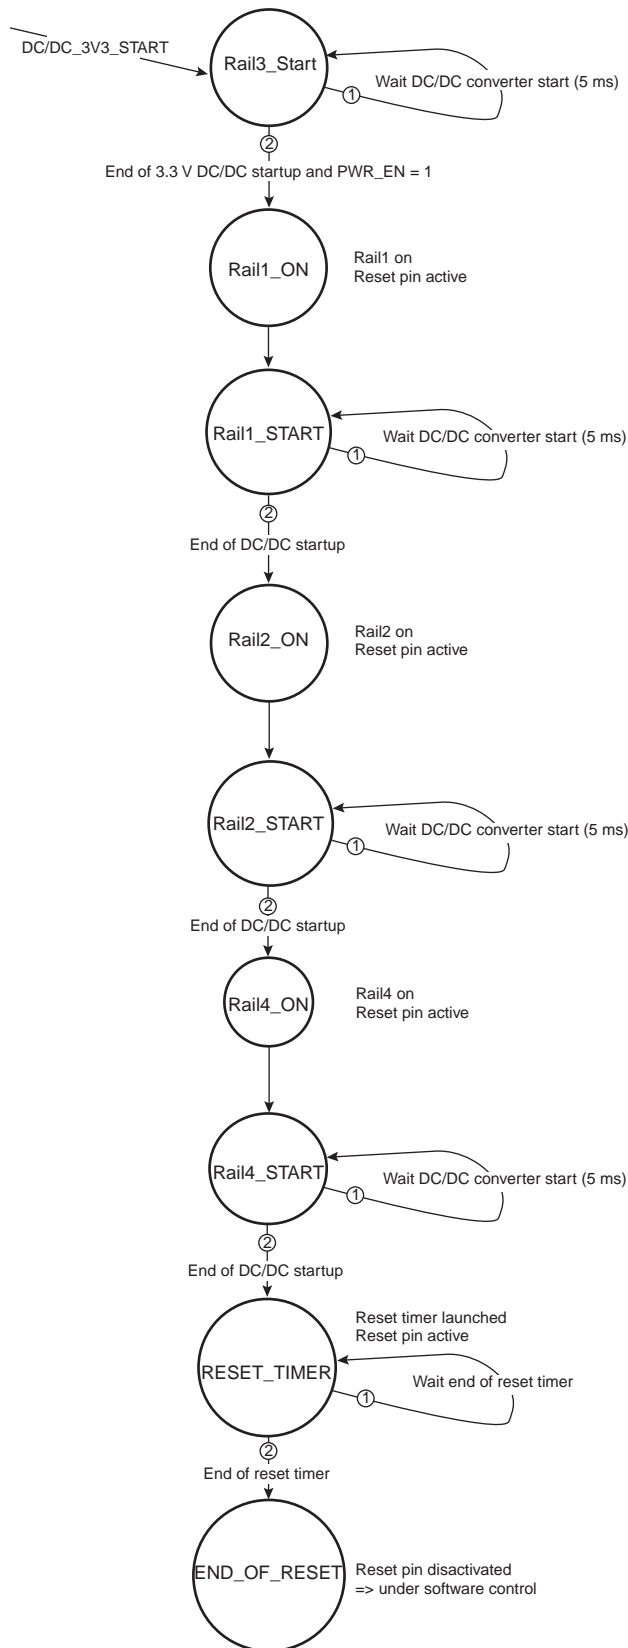 DC/DC_3V3_START
Rail3_Start
Wait DC/DC converter start (5 ms)
1
2
End of 3.3 V DC/DC startup and PWR_EN = 1
Rail1_ON
Rail1 on
Reset pin active
Rail1_START
Wait DC/DC converter start (5 ms)
1
2
End of DC/DC startup
Rail2_ON
Rail2 on
Reset pin active
Rail2_START
Wait DC/DC converter start (5 ms)
1
2
End of DC/DC startup
Rail4_ON
Rail4 on
Reset pin active
Rail4_START
Wait DC/DC converter start (5 ms)
1
2
End of DC/DC startup
Reset timer launched
Reset pin active
RESET_TIMER
Wait end of reset timer
1
2
End of reset timer
END_OF_RESET
Reset pin disactivated
=> under software control